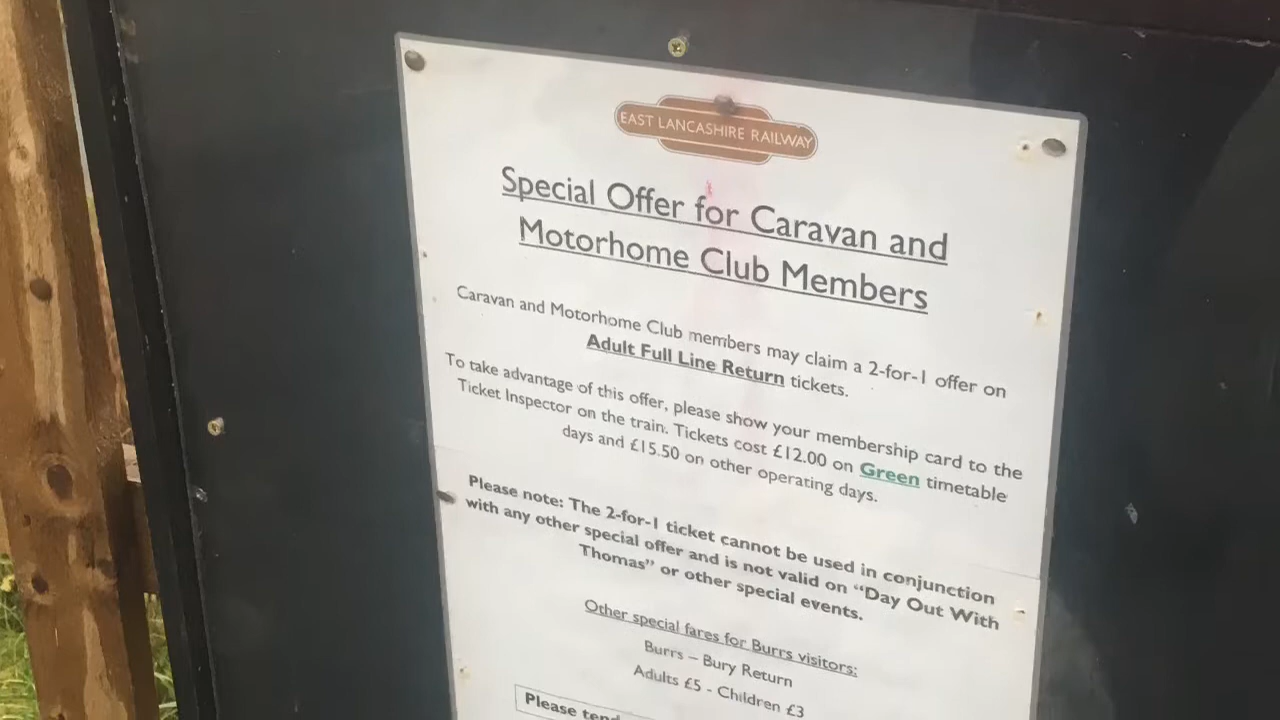 EAST LANCASHIRE RAILWAY
Special Offer for Caravan and
Motorhome Club Members
Caravan and Motorhome Club members may claim a 2-for-1 offer on
Adult Full Line Return tickets.
To take advantage of this offer, please show your membership card to the
Ticket Inspector on the train. Tickets cost £12.00 on Green timetable
days and £15.50 on other operating days.
Please note: The 2-for-1 ticket cannot be used in conjunction
with any other special offer and is not valid on “Day Out With
Thomas” or other special events.
Other special fares for Burrs visitors:
Burrs – Bury Return
Adults £5 - Children £3
Please